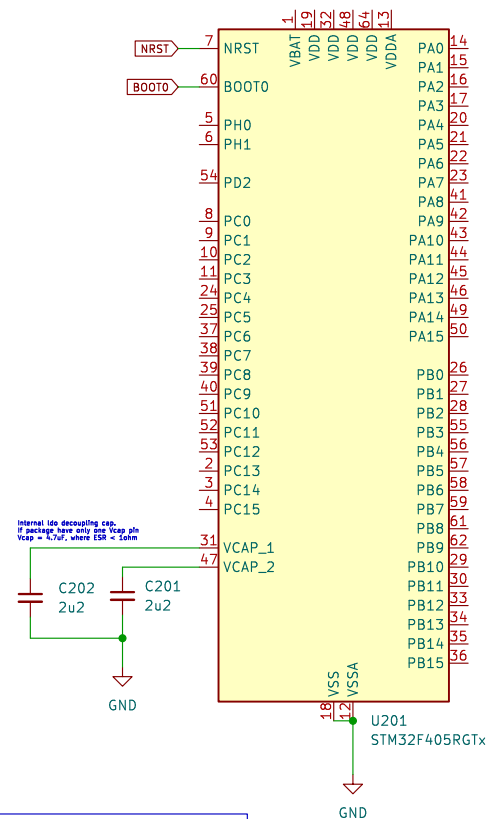 1 19 32 48 64 13
VBAT VDD VDD VDD VDD VDDA
NRST 7 NRST
BOOT0 60 BOOT0
5 PH0
6 PH1
54 PD2
8 PC0
9 PC1
10 PC2
11 PC3
24 PC4
25 PC5
37 PC6
38 PC7
39 PC8
40 PC9
51 PC10
52 PC11
53 PC12
2 PC13
3 PC14
4 PC15
31 VCAP_1
47 VCAP_2
PA0 14
PA1 15
PA2 16
PA3 17
PA4 20
PA5 21
PA6 22
PA7 23
PA8 41
PA9 42
PA10 43
PA11 44
PA12 45
PA13 46
PA14 49
PA15 50
PB0 26
PB1 27
PB2 28
PB3 55
PB4 56
PB5 57
PB6 58
PB7 59
PB8 61
PB9 62
PB10 29
PB11 30
PB12 33
PB13 34
PB14 35
PB15 36
Internal ldo decoupling cap.
If package have only one Vcap pin
Vcap = 4.7uF, where ESR < 1ohm
C202
2u2
C201
2u2
GND
VSS VSSA
18 12
U201
STM32F405RGTx
GND